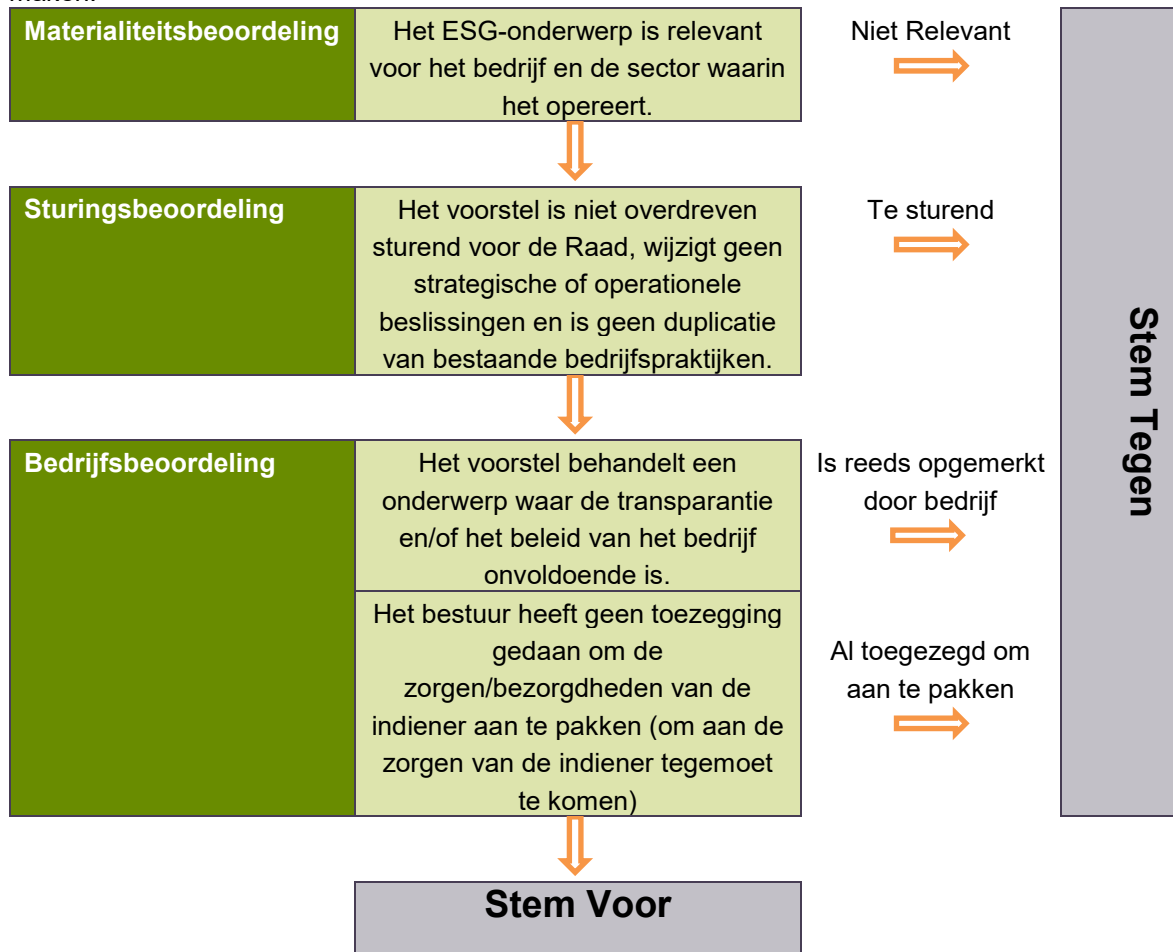 Materialiteitsbeoordeling
Het ESG-onderwerp is relevant
voor het bedrijf en de sector waarin
het opereert.
Niet Relevant
Sturingsbeoordeling
Het voorstel is niet overdreven
sturend voor de Raad, wijzigt geen
strategische of operationele
beslissingen en is geen duplicatie
van bestaande bedrijfspraktijken.
Te sturend
Bedrijfsbeoordeling
Het voorstel behandelt een
onderwerp waar de transparantie
en/of het beleid van het bedrijf
onvoldoende is.
Is reeds opgemerkt
door bedrijf
Het bestuur heeft geen toezegging
gedaan om de
zorgen/bezorgdheden van de
indiener aan te pakken (om aan de
zorgen van de indiener tegemoet
te komen)
Al toegezegd om
aan te pakken
Stem Tegen
Stem Voor